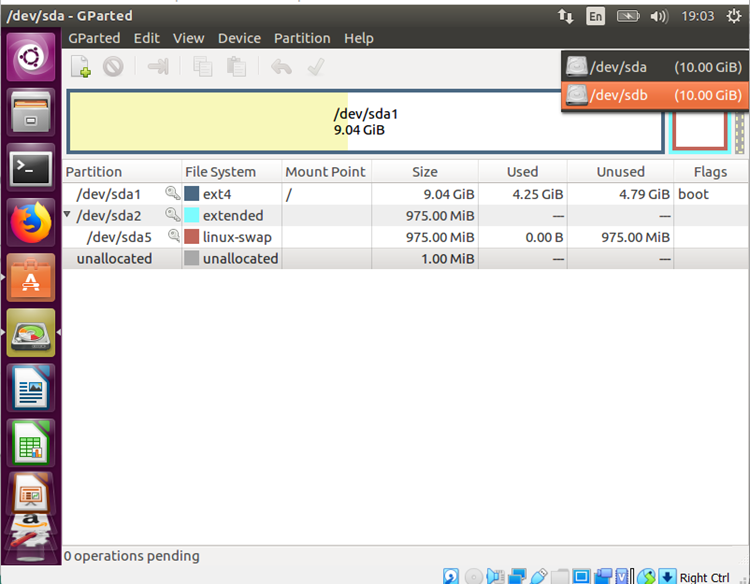 /dev/sda - GParted En 19:03
GParted Edit View Device Partition Help
/dev/sda (10.00 GiB)
/dev/sdb (10.00 GiB)
/dev/sda1
9.04 GiB
Partition File System Mount Point Size Used Unused Flags
/dev/sda1 ext4 / 9.04 GiB 4.25 GiB 4.79 GiB boot
/dev/sda2 extended 975.00 MiB --- ---
/dev/sda5 linux-swap 975.00 MiB 0.00 B 975.00 MiB
unallocated unallocated 1.00 MiB --- ---
0 operations pending
Right Ctrl